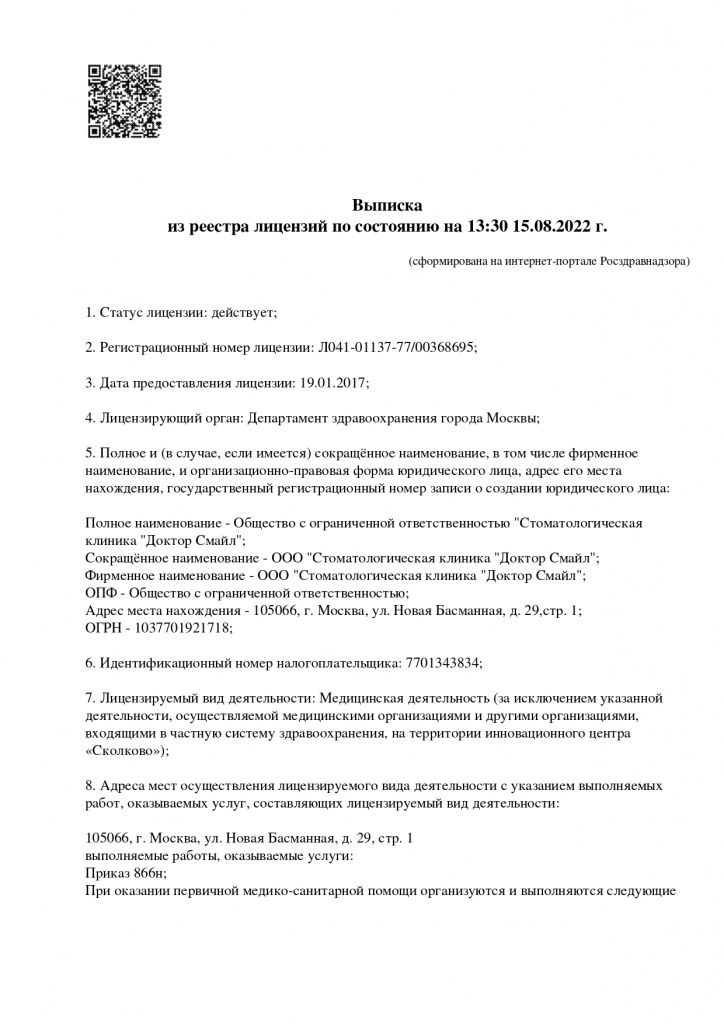 Выписка
из реестра лицензий по состоянию на 13:30 15.08.2022 г.
(сформирована на интернет-портале Росздравнадзора)
1. Статус лицензии: действует;
2. Регистрационный номер лицензии: Л041-01137-77/00368695;
3. Дата предоставления лицензии: 19.01.2017;
4. Лицензирующий орган: Департамент здравоохранения города Москвы;
5. Полное и (в случае, если имеется) сокращённое наименование, в том числе фирменное
наименование, и организационно-правовая форма юридического лица, адрес его места
нахождения, государственный регистрационный номер записи о создании юридического лица:
Полное наименование - Общество с ограниченной ответственностью "Стоматологическая
клиника "Доктор Смайл";
Сокращённое наименование - ООО "Стоматологическая клиника "Доктор Смайл";
Фирменное наименование - ООО "Стоматологическая клиника "Доктор Смайл";
ОПФ - Общество с ограниченной ответственностью;
Адрес места нахождения - 105066, г. Москва, ул. Новая Басманная, д. 29,стр. 1;
ОГРН - 1037701921718;
6. Идентификационный номер налогоплательщика: 7701343834;
7. Лицензируемый вид деятельности: Медицинская деятельность (за исключением указанной
деятельности, осуществляемой медицинскими организациями и другими организациями,
входящими в частную систему здравоохранения, на территории инновационного центра
«Сколково»);
8. Адреса мест осуществления лицензируемого вида деятельности с указанием выполняемых
работ, оказываемых услуг, составляющих лицензируемый вид деятельности:
105066, г. Москва, ул. Новая Басманная, д. 29, стр. 1
выполняемые работы, оказываемые услуги:
Приказ 866н;
При оказании первичной медико-санитарной помощи организуются и выполняются следующие